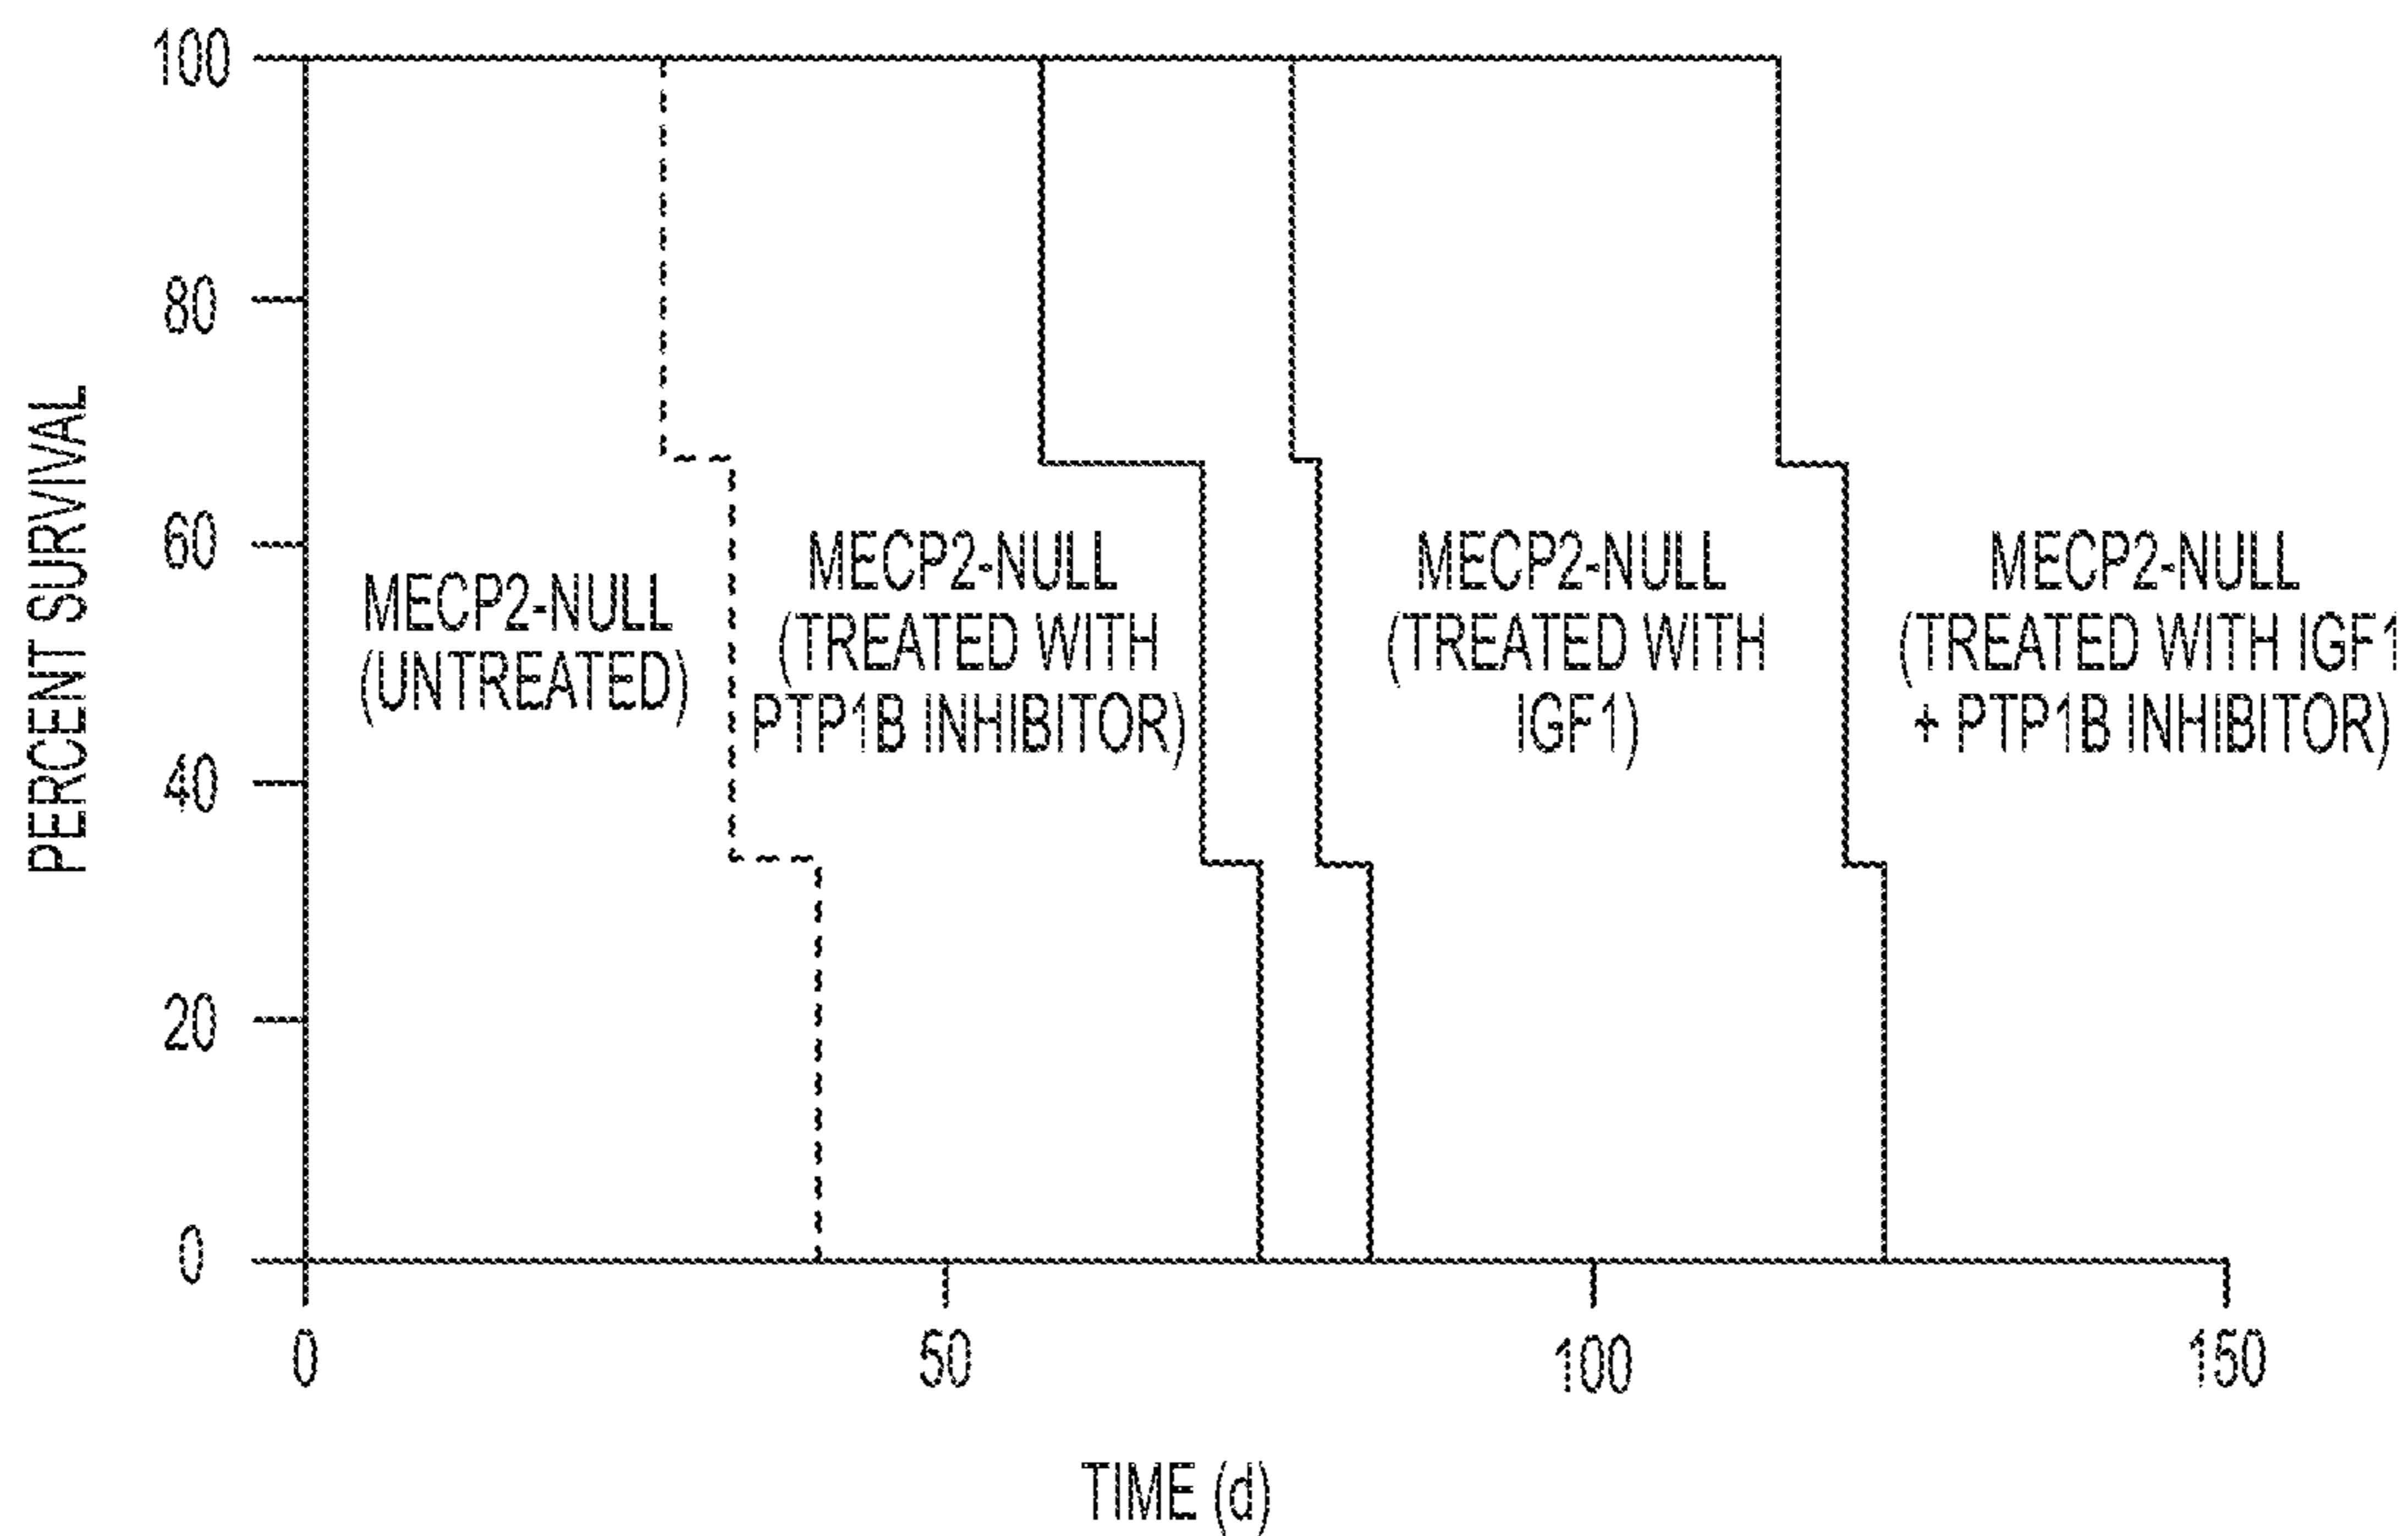 100
80
60
40
20
0
PERCENT SURVIVAL
MECP2-NULL
(UNTREATED)
MECP2-NULL
(TREATED WITH
PTP1B INHIBITOR)
MECP2-NULL
(TREATED WITH
IGF1)
MECP2-NULL
(TREATED WITH IGF1
+ PTP1B INHIBITOR)
0
50
100
150
TIME (d)